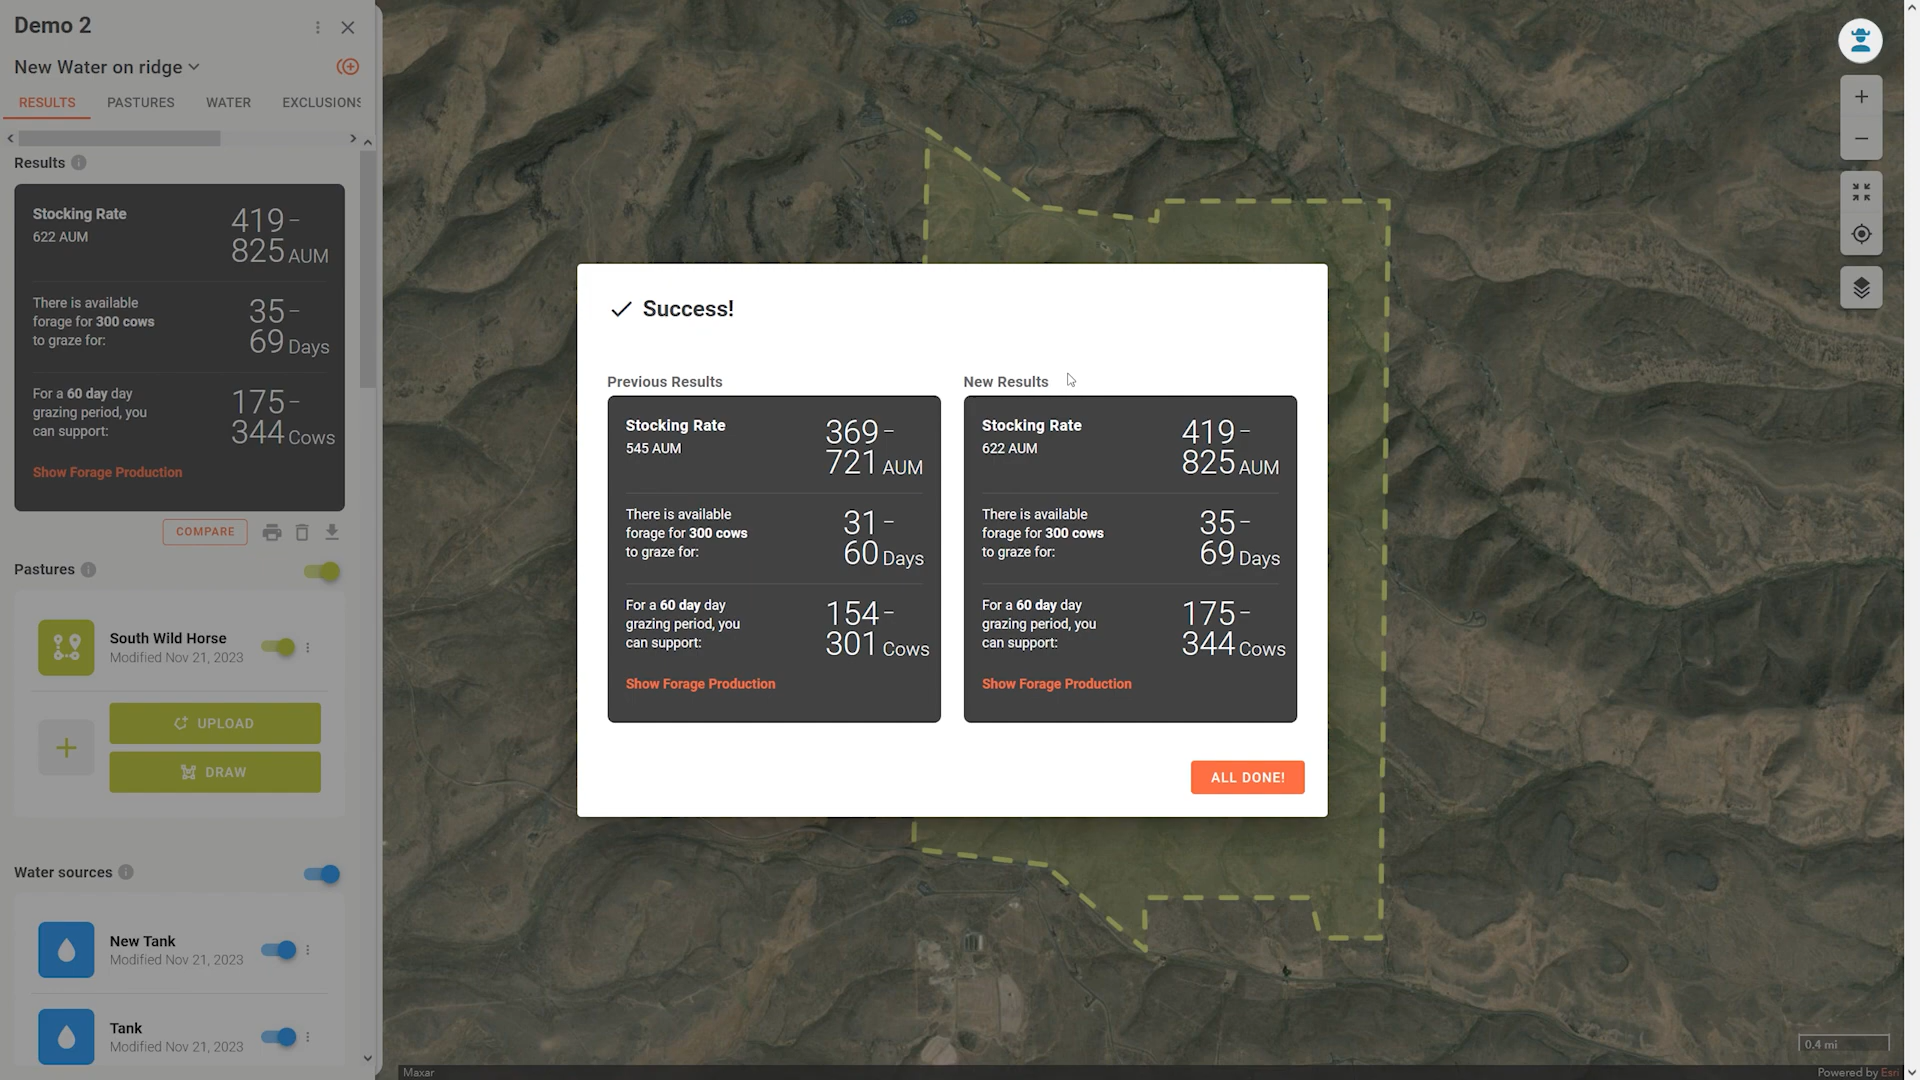 Demo 2
New Water on ridge
RESULTS PASTURES WATER EXCLUSIONS
Results
Stocking Rate
622 AUM
419-
825 AUM
There is available
forage for 300 cows
to graze for:
35-
69 Days
For a 60 day day
grazing period, you
can support:
175-
344 Cows
Show Forage Production
COMPARE
Pastures
South Wild Horse
Modified Nov 21, 2023
UPLOAD
DRAW
Water sources
New Tank
Modified Nov 21, 2023
Tank
Modified Nov 21, 2023
Success!
Previous Results
Stocking Rate
545 AUM
369-
721 AUM
There is available
forage for 300 cows
to graze for:
31-
60 Days
For a 60 day day
grazing period, you
can support:
154-
301 Cows
Show Forage Production
New Results
Stocking Rate
622 AUM
419-
825 AUM
There is available
forage for 300 cows
to graze for:
35-
69 Days
For a 60 day day
grazing period, you
can support:
175-
344 Cows
Show Forage Production
ALL DONE!
0.4 mi
Maxar
Powered by Esri